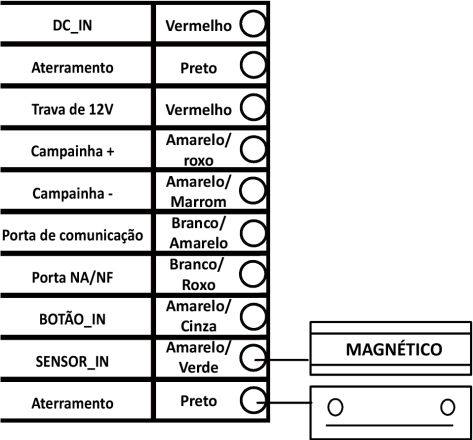 DC_IN Vermelho
Aterramento Preto
Trava de 12V Vermelho
Campainha + Amarelo/
roxo
Campainha - Amarelo/
Marrom
Porta de comunicação Branco/
Amarelo
Porta NA/NF Branco/
Roxo
BOTÃO_IN Amarelo/
Cinza
SENSOR_IN Amarelo/
Verde
MAGNÉTICO
Aterramento Preto